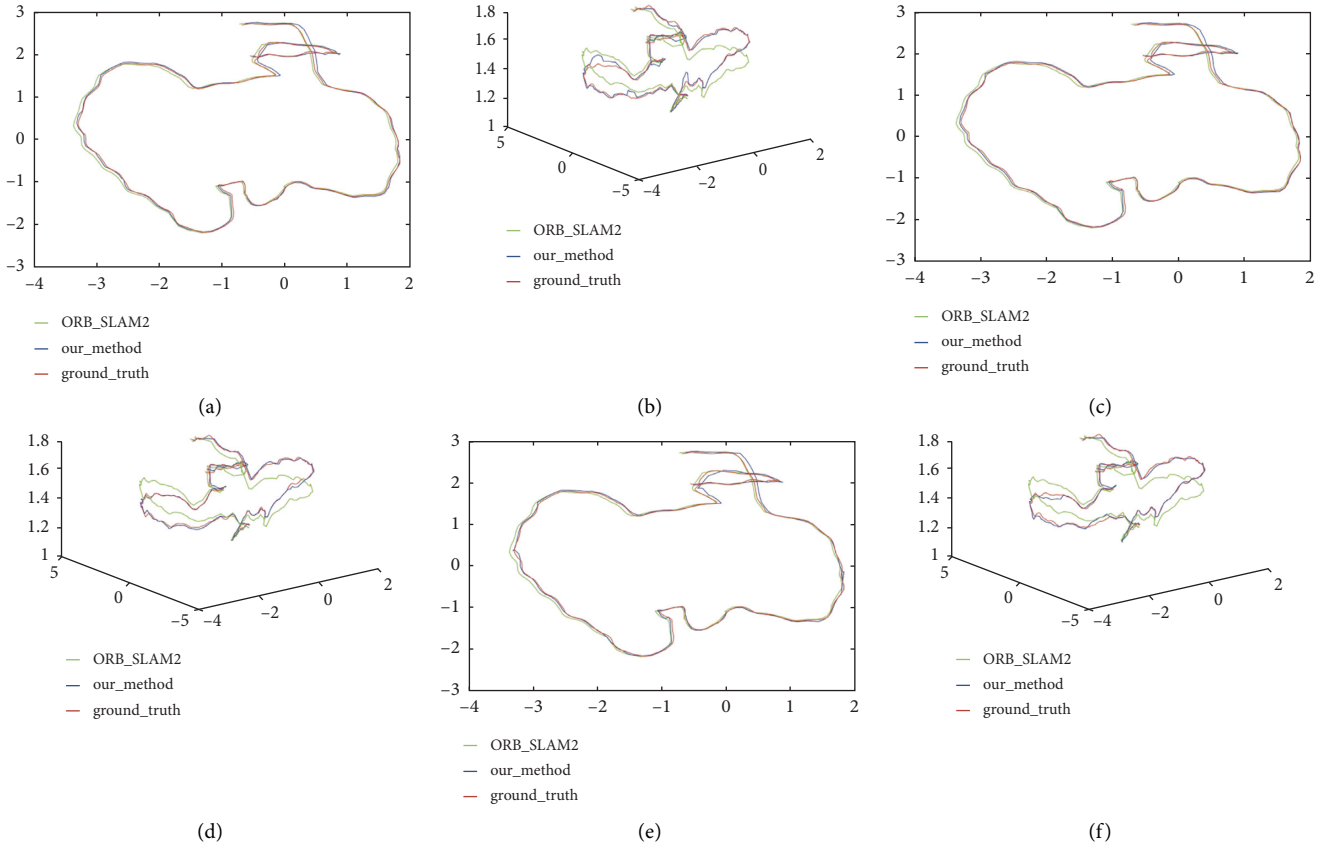 3
2
1
0
–1
–2
–3
–4 –3 –2 –1 0 1 2
ORB_SLAM2
our_method
ground_truth
(a)
1.8
1.6
1.4
1.2
1
5
0
–5
–4
–2
0
2
ORB_SLAM2
our_method
ground_truth
(b)
3
2
1
0
–1
–2
–3
–4 –3 –2 –1 0 1 2
ORB_SLAM2
our_method
ground_truth
(c)
1.8
1.6
1.4
1.2
1
5
0
–5
–4
–2
0
2
ORB_SLAM2
our_method
ground_truth
(d)
3
2
1
0
–1
–2
–3
–4 –3 –2 –1 0 1 2
ORB_SLAM2
our_method
ground_truth
(e)
1.8
1.6
1.4
1.2
1
5
0
–5
–4
–2
0
2
ORB_SLAM2
our_method
ground_truth
(f)